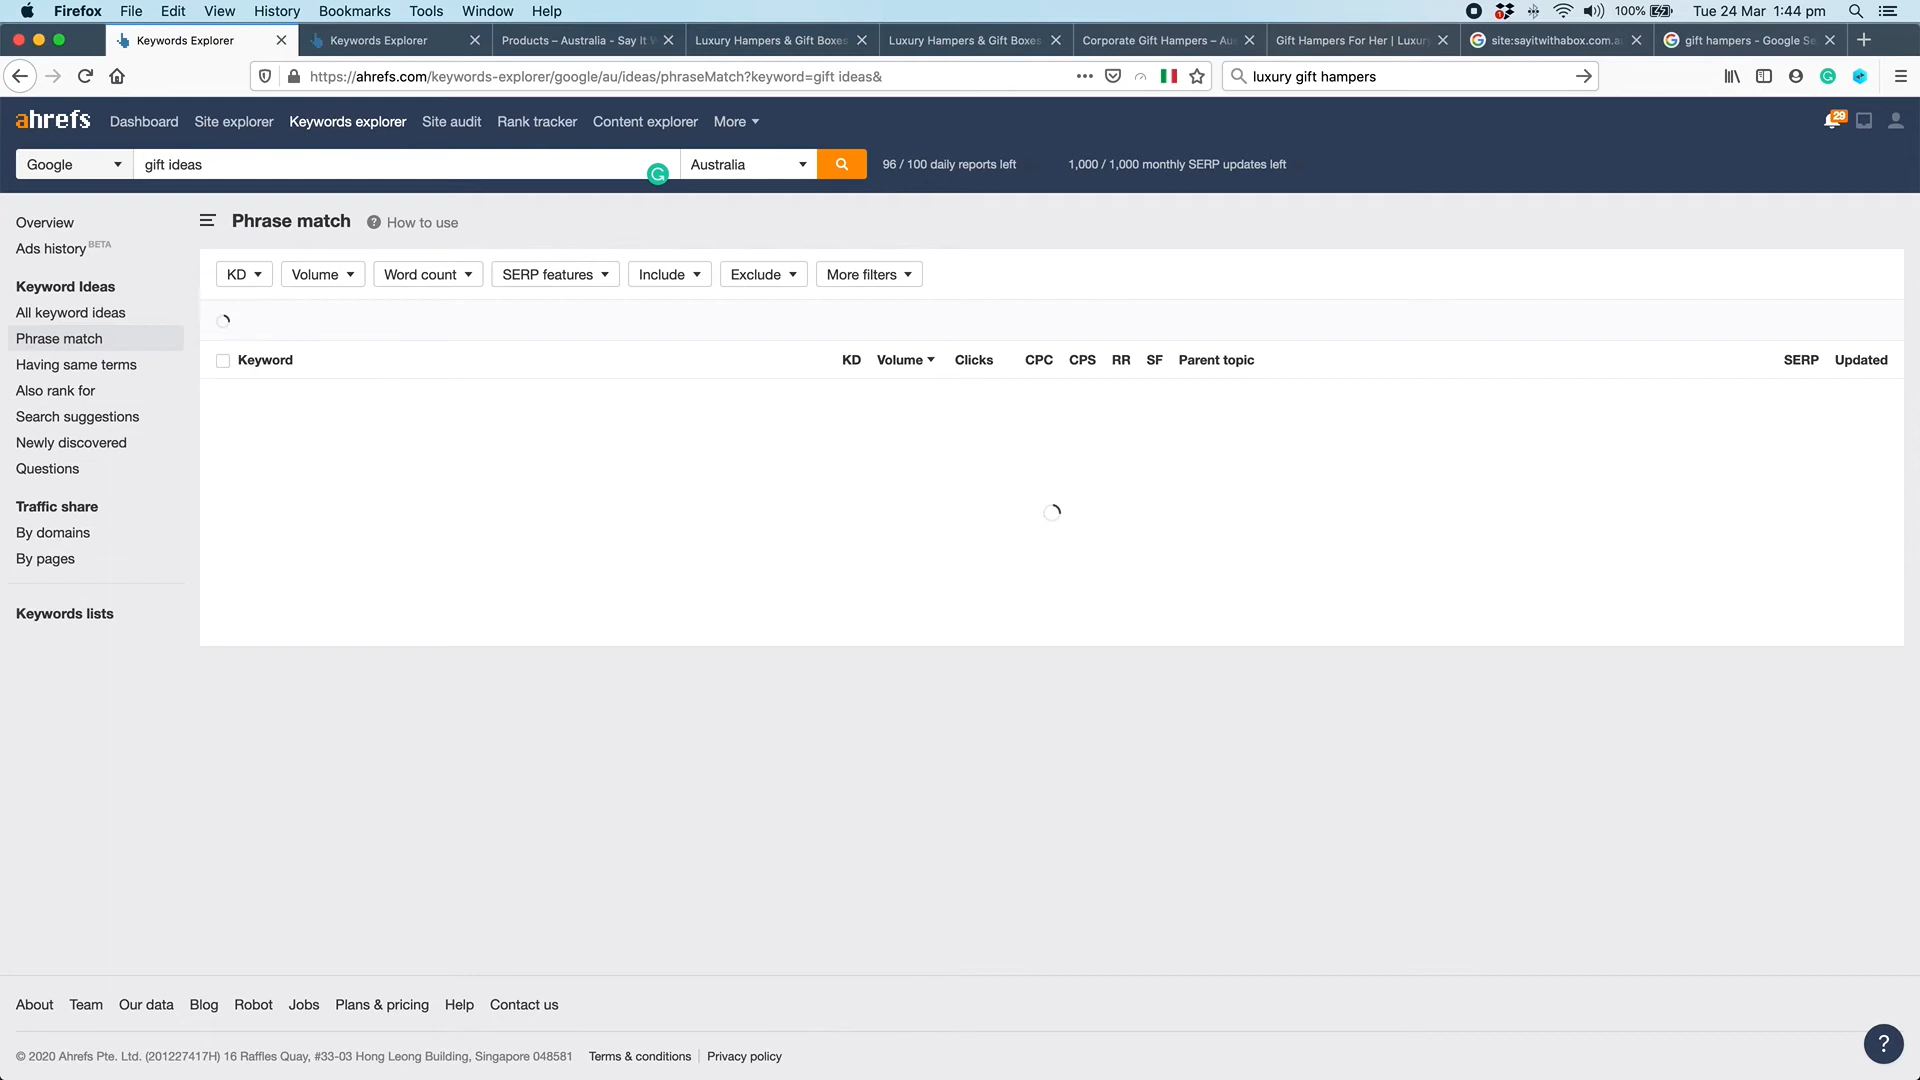 Firefox File Edit View History Bookmarks Tools Window Help 100% Tue 24 Mar 1:44 pm
Keywords Explorer Keywords Explorer Products – Australia - Say It W Luxury Hampers & Gift Boxes Luxury Hampers & Gift Boxes Corporate Gift Hampers – Au Gift Hampers For Her | Luxur site:sayitwithabox.com.a gift hampers - Google Se
https://ahrefs.com/keywords-explorer/google/au/ideas/phraseMatch?keyword=gift ideas& luxury gift hampers
ahrefs Dashboard Site explorer Keywords explorer Site audit Rank tracker Content explorer More 29
Google gift ideas Australia 96 / 100 daily reports left 1,000 / 1,000 monthly SERP updates left
Overview
Ads history BETA
Keyword Ideas
All keyword ideas
Phrase match
Having same terms
Also rank for
Search suggestions
Newly discovered
Questions
Traffic share
By domains
By pages
Keywords lists
Phrase match ? How to use
KD Volume Word count SERP features Include Exclude More filters
Keyword KD Volume Clicks CPC CPS RR SF Parent topic SERP Updated
About Team Our data Blog Robot Jobs Plans & pricing Help Contact us
© 2020 Ahrefs Pte. Ltd. (201227417H) 16 Raffles Quay, #33-03 Hong Leong Building, Singapore 048581 Terms & conditions Privacy policy
?